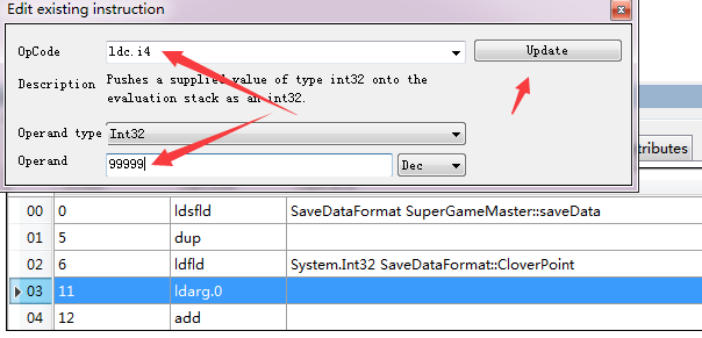 Edit existing instruction
OpCode ldc.i4 Update
Description Pushes a supplied value of type int32 onto the
evaluation stack as an int32.
Operand type Int32
Operand 99999 Dec
tributes
00 0 ldsfld SaveDataFormat SuperGameMaster::saveData
01 5 dup
02 6 ldfld System.Int32 SaveDataFormat::CloverPoint
03 11 ldarg.0
04 12 add